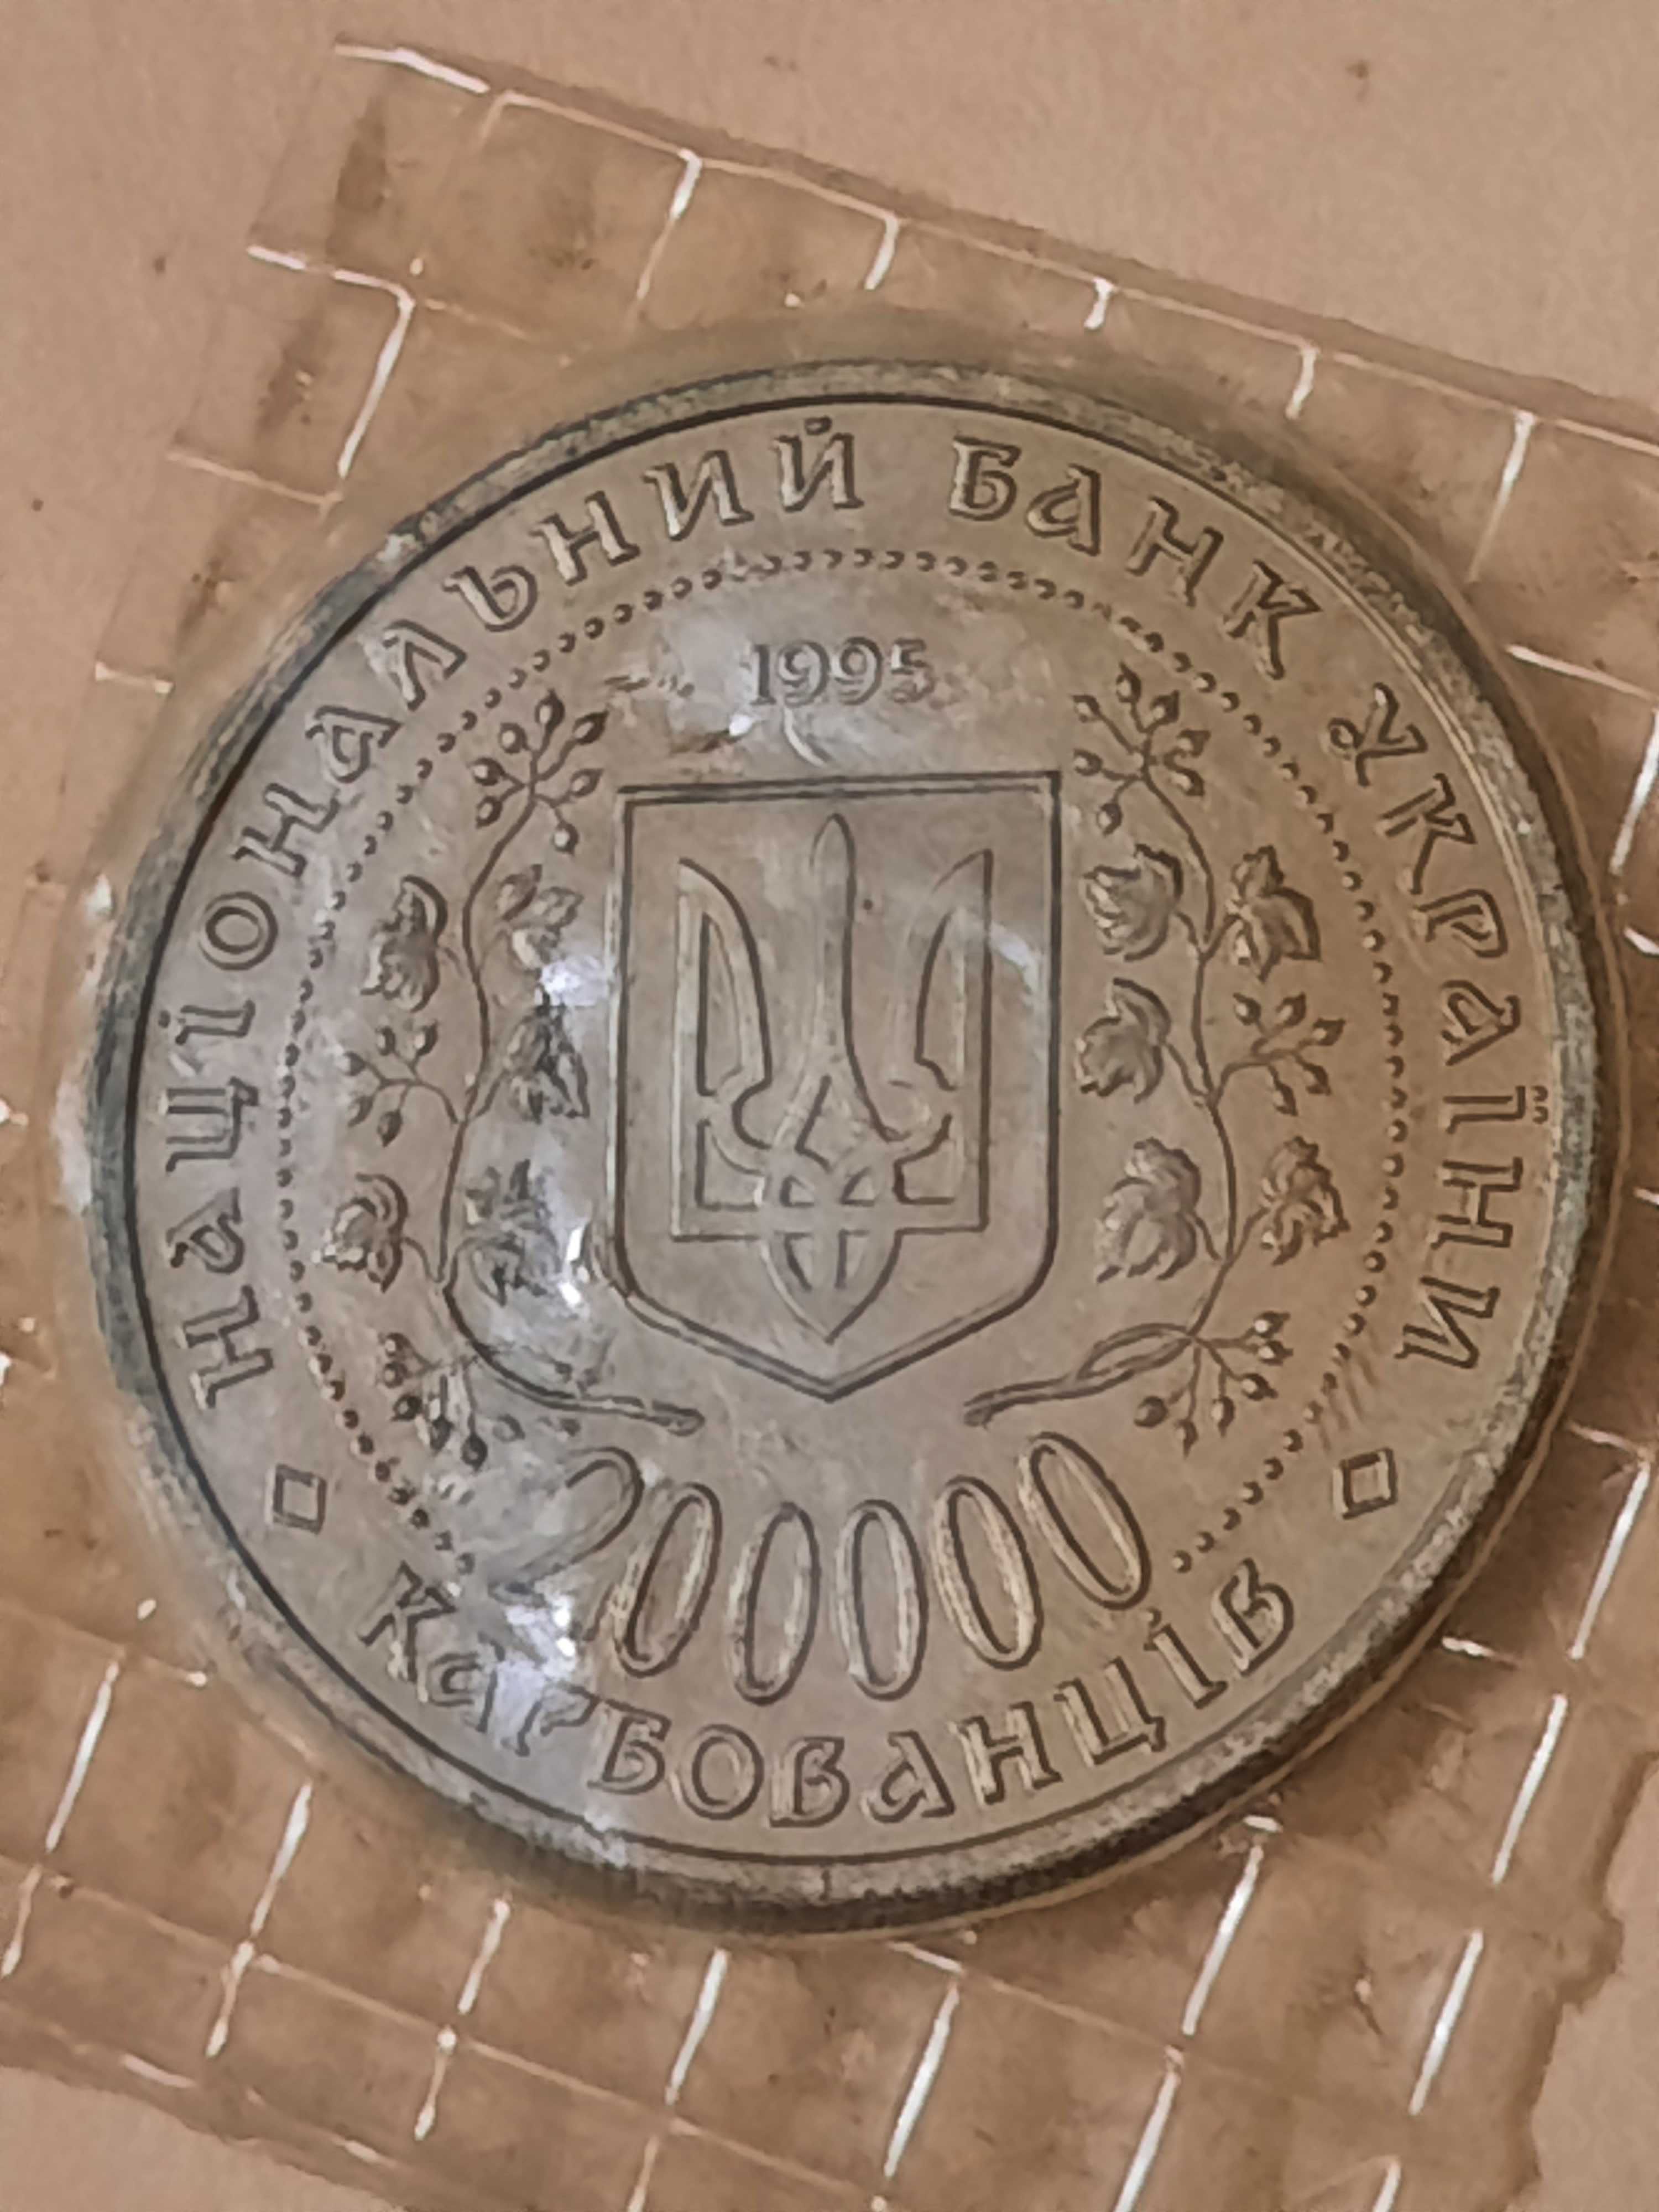 НАЦІОНАЛЬНИЙ БАНК УКРАЇНИ
1995
200000
КАРБОВАНЦІВ